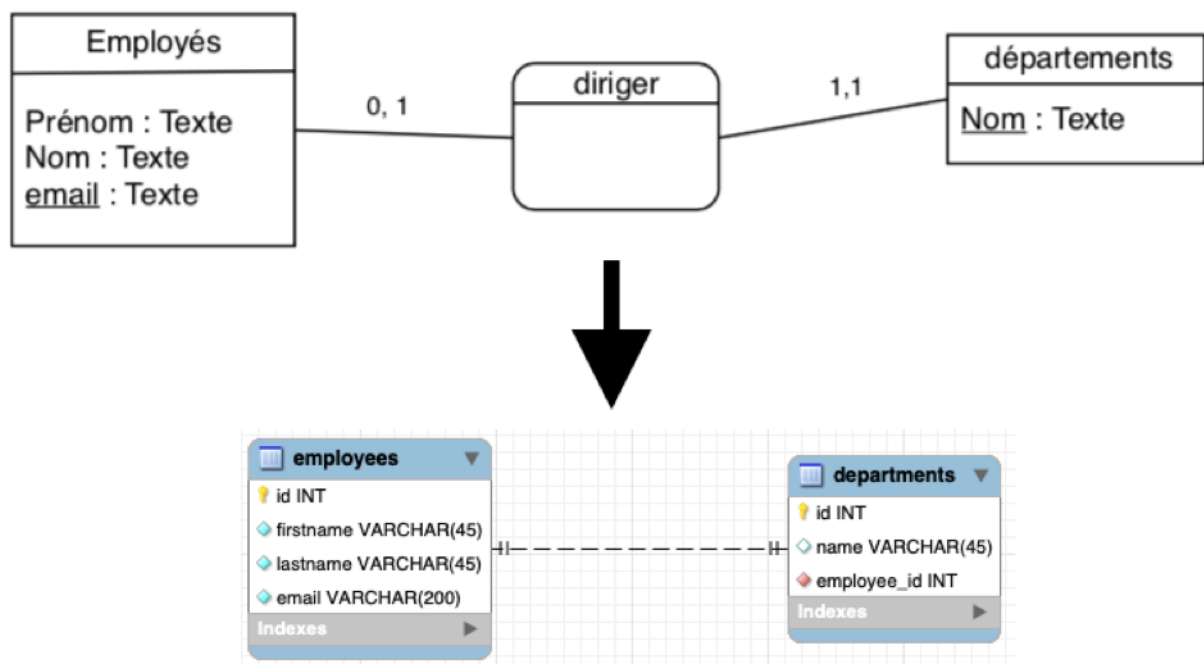 Employés
Prénom : Texte
Nom : Texte
email : Texte
0, 1
diriger
1,1
départements
Nom : Texte
employees
id INT
firstname VARCHAR(45)
lastname VARCHAR(45)
email VARCHAR(200)
Indexes
departments
id INT
name VARCHAR(45)
employee_id INT
Indexes